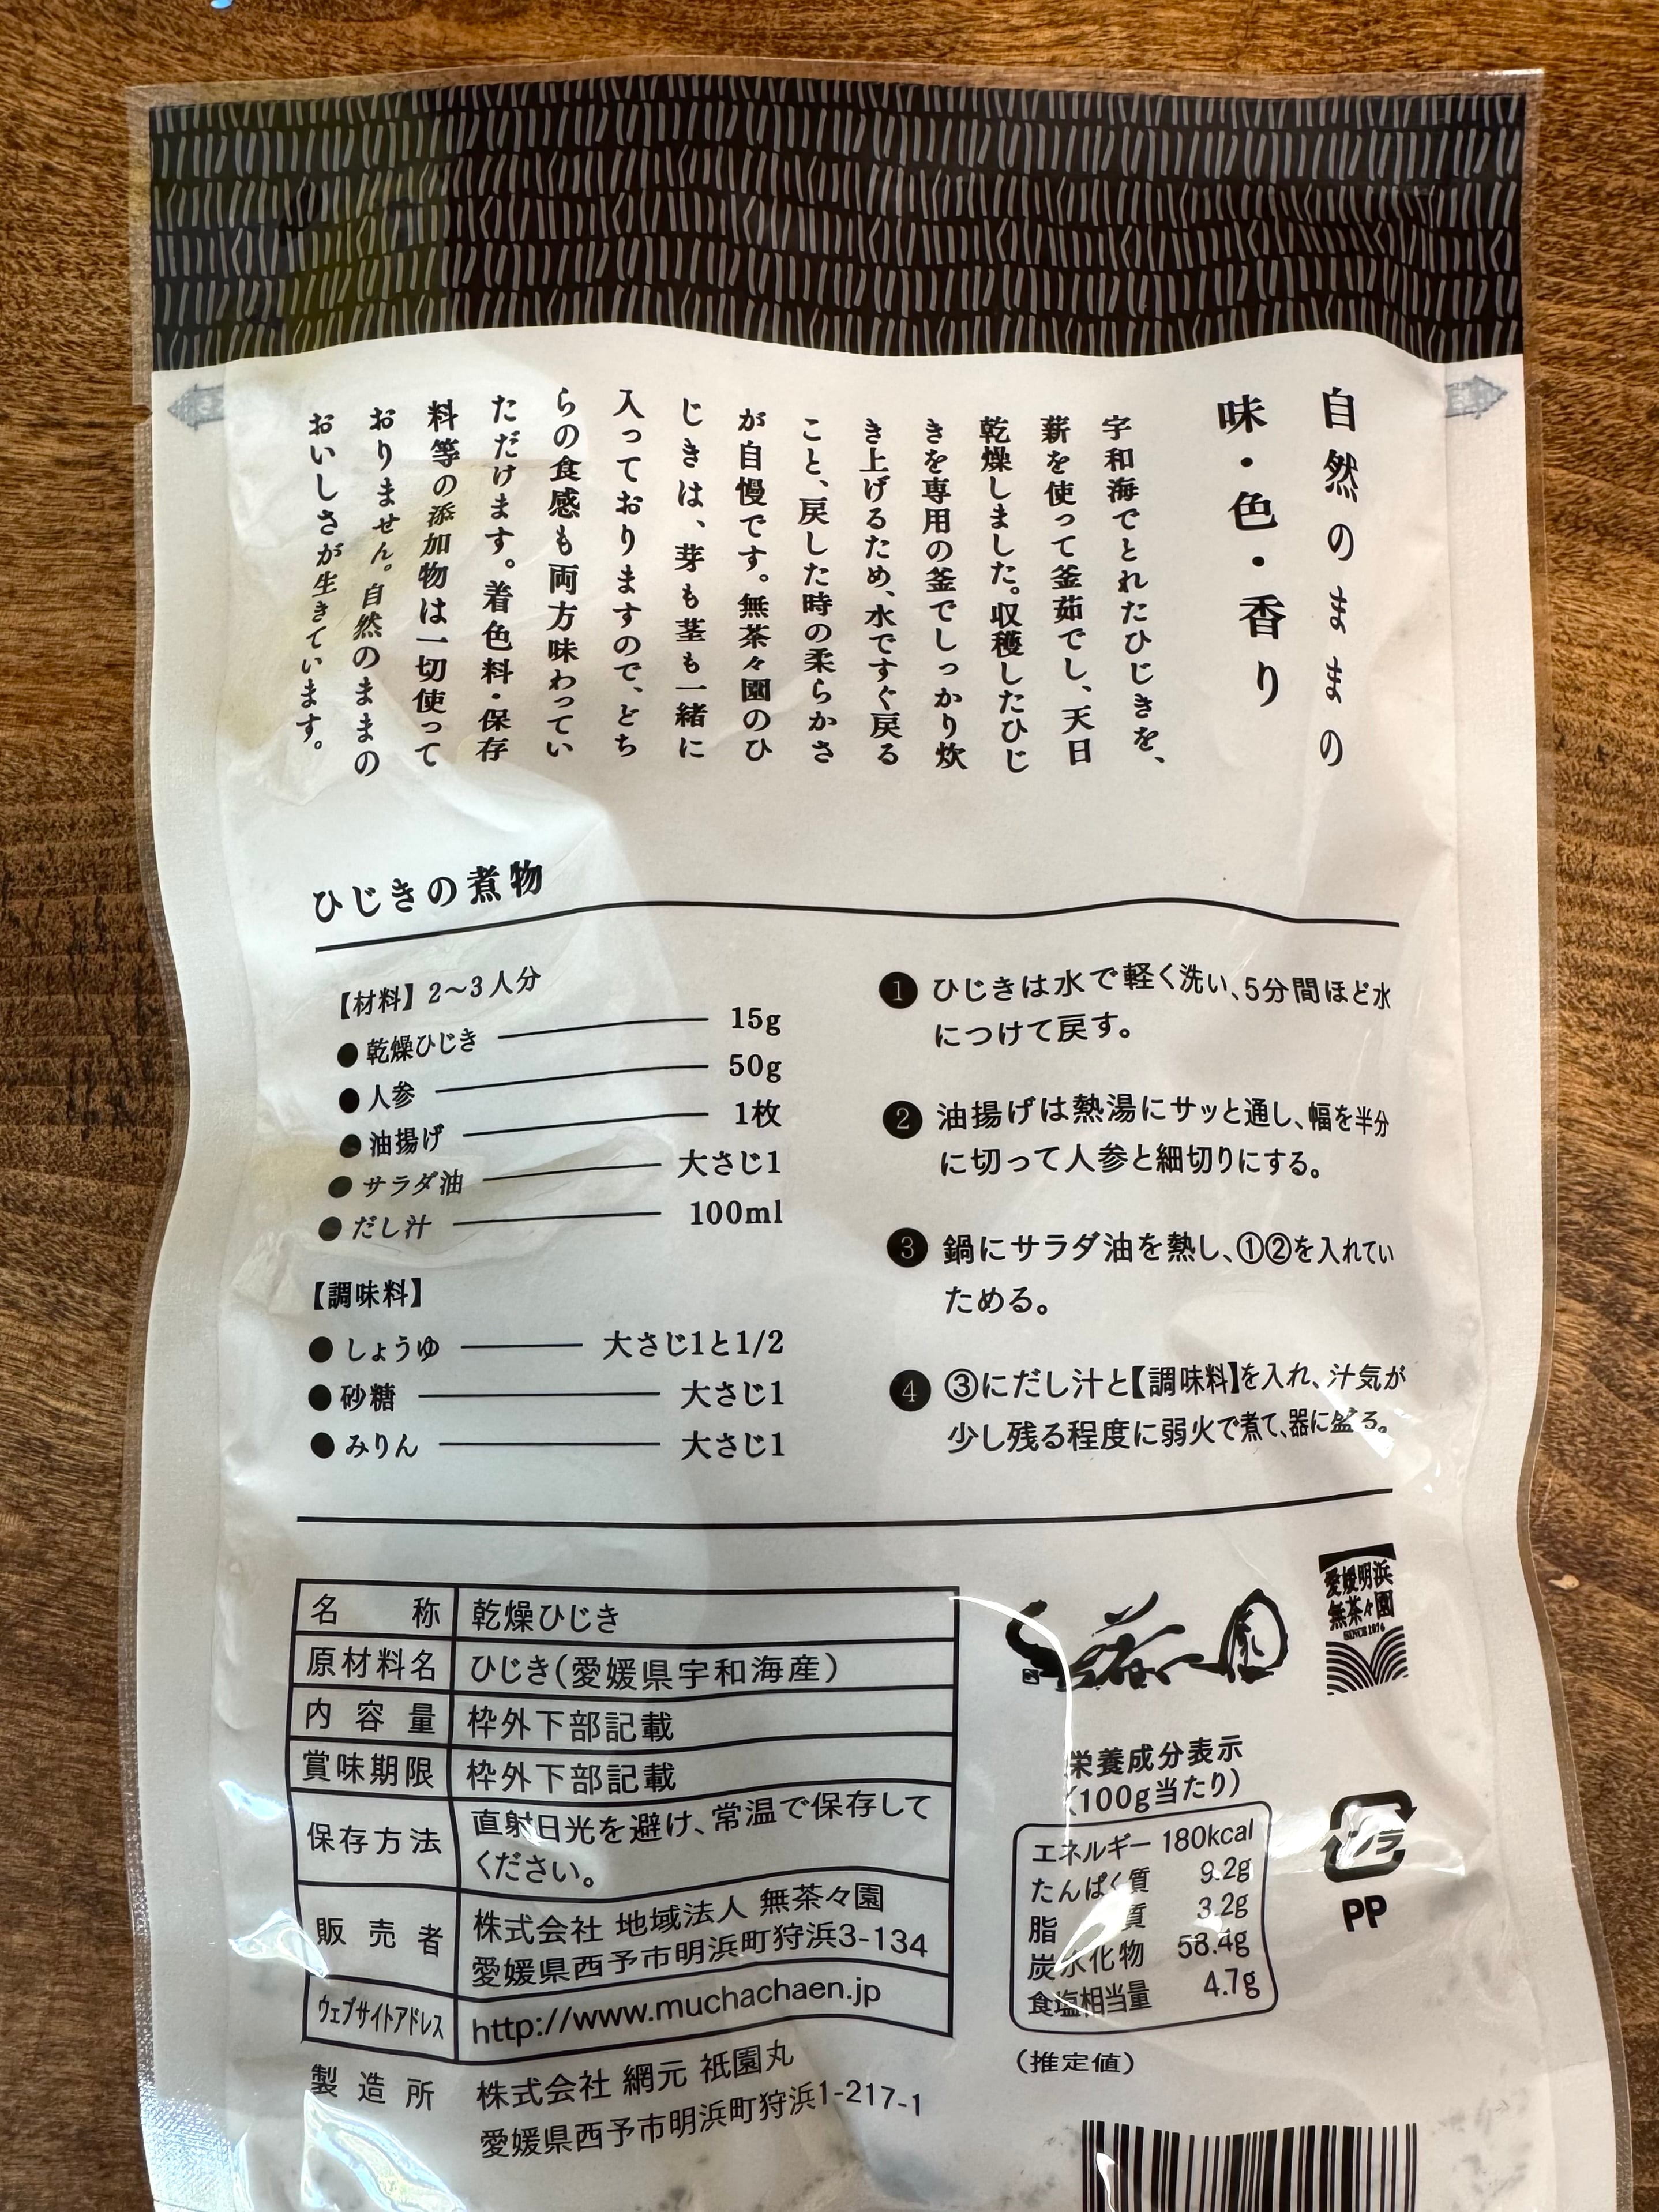 自然のままの
味・色・香り
宇和海でとれたひじきを、
薪を使って釜茹でし、天日
乾燥しました。収穫したひじ
きを専用の釜でしっかり炊
き上げるため、水ですぐ戻る
こと、戻した時の柔らかさ
が自慢です。無茶々園のひ
じきは、芽も茎も一緒に
入っておりますので、どち
らの食感も両方味わってい
ただけます。着色料・保存
料等の添加物は一切使って
おりません。自然のままの
おいしさが生きています。
ひじきの煮物
【材料】2〜3人分
●乾燥ひじき 15g
●人参 50g
●油揚げ 1枚
●サラダ油 大さじ1
●だし汁 100ml
【調味料】
●しょうゆ 大さじ1と1/2
●砂糖 大さじ1
●みりん 大さじ1
❶ ひじきは水で軽く洗い、5分間ほど水
につけて戻す。
❷ 油揚げは熱湯にサッと通し、幅を半分
に切って人参と細切りにする。
❸ 鍋にサラダ油を熱し、①②を入れてい
ためる。
❹ ③にだし汁と【調味料】を入れ、汁気が
少し残る程度に弱火で煮て、器に盛る。
名称 乾燥ひじき
原材料名 ひじき(愛媛県宇和海産)
内容量 枠外下部記載
賞味期限 枠外下部記載
保存方法 直射日光を避け、常温で保存して
ください。
販売者 株式会社 地域法人 無茶々園
愛媛県西予市明浜町狩浜3-134
ウェブサイトアドレス http://www.muchachaen.jp
製造所 株式会社 網元 祇園丸
愛媛県西予市明浜町狩浜1-217-1
愛媛明浜
無茶々園
SINCE 1974
栄養成分表示
(100g当たり)
エネルギー 180kcal
たんぱく質 9.2g
脂質 3.2g
炭水化物 58.4g
食塩相当量 4.7g
(推定値)
プラ
PP